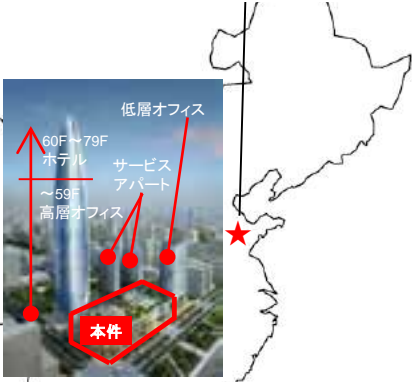 低層オフィス
60F～79F
ホテル
サービス
アパート
～59F
高層オフィス
本件